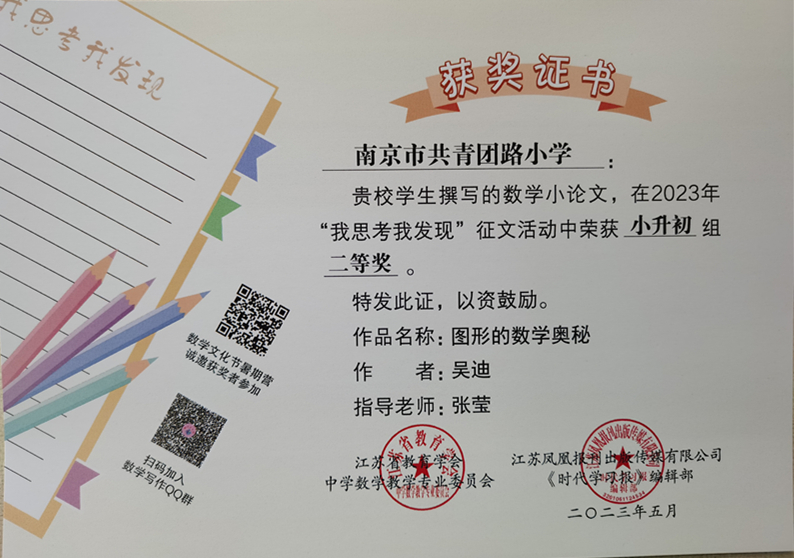 我思考我发现
获奖证书
南京市共青团路小学：
贵校学生撰写的数学小论文，在2023年
“我思考我发现”征文活动中荣获 小升初 组
二等奖 。
特发此证，以资鼓励。
作品名称：图形的数学奥秘
作 者：吴迪
指导老师：张莹
数学文化节暑期营
诚邀获奖者参加
扫码加入
数学写作QQ群
江苏省教育学会
中学数学教学专业委员会
江苏凤凰报刊出版传媒有限公司
《时代学习报》编辑部
二〇二三年五月